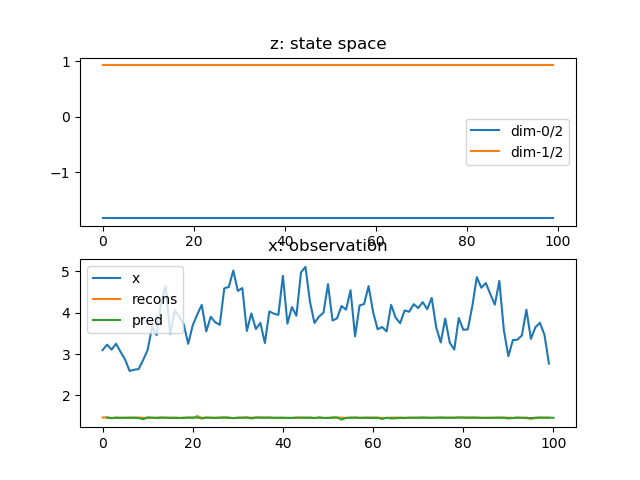 z: state space
1
0
−1
dim-0/2
dim-1/2
0 20 40 60 80 100
x: observation
5
4
3
2
x
recons
pred
0 20 40 60 80 100